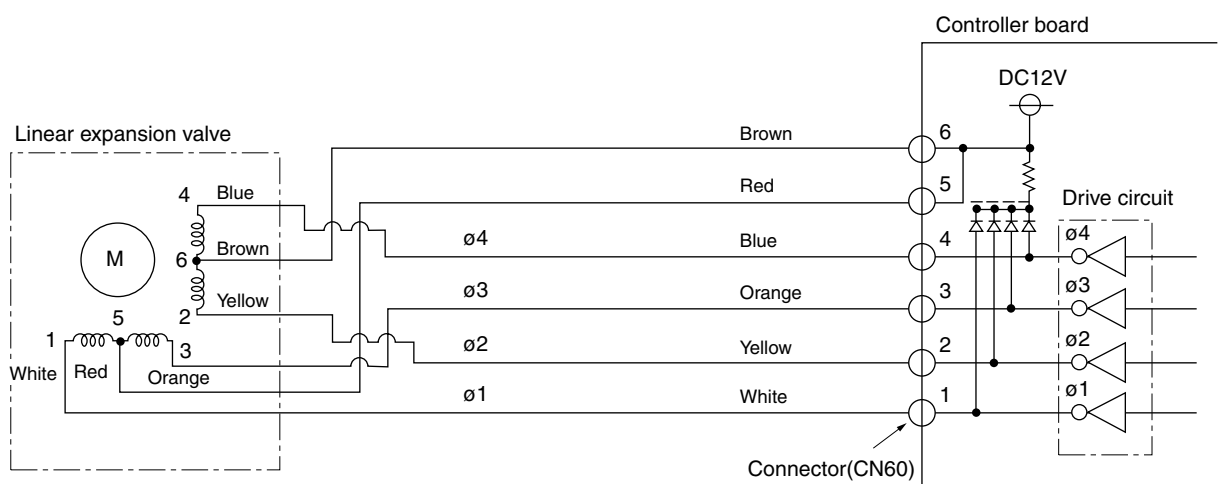 Controller board
DC12V
Linear expansion valve
Brown
6
4
Blue
Red
5
Drive circuit
M
6
Brown
ø4
Blue
4
ø4
Yellow
ø3
Orange
3
ø3
1
5
2
3
ø2
Yellow
2
ø2
White
Red
Orange
ø1
White
1
ø1
Connector(CN60)